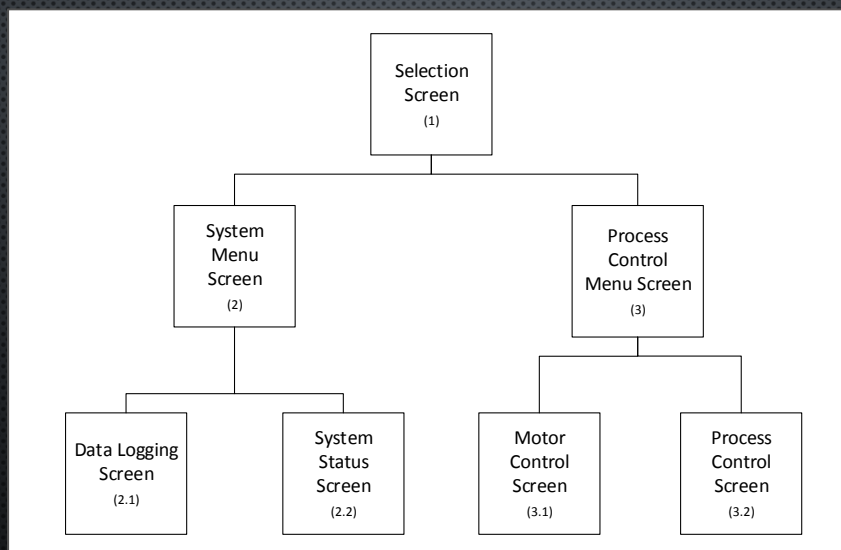 Selection
Screen
(1)
System
Menu
Screen
(2)
Process
Control
Menu Screen
(3)
Data Logging
Screen
(2.1)
System
Status
Screen
(2.2)
Motor
Control
Screen
(3.1)
Process
Control
Screen
(3.2)